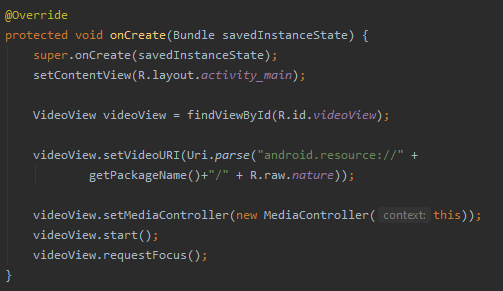 @Override
protected void onCreate(Bundle savedInstanceState) {
    super.onCreate(savedInstanceState);
    setContentView(R.layout.activity_main);

    VideoView videoView = findViewById(R.id.videoView);

    videoView.setVideoURI(Uri.parse("android.resource://" +
            getPackageName()+"/" + R.raw.nature));

    videoView.setMediaController(new MediaController( context: this));
    videoView.start();
    videoView.requestFocus();
}